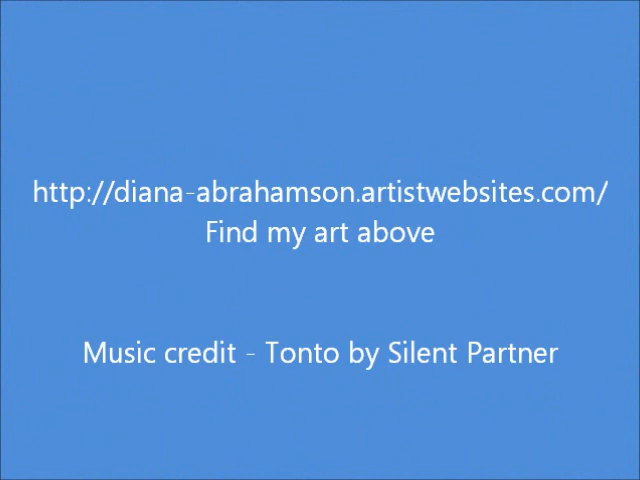 http://diana-abrahamson.artistwebsites.com/
Find my art above
Music credit - Tonto by Silent Partner